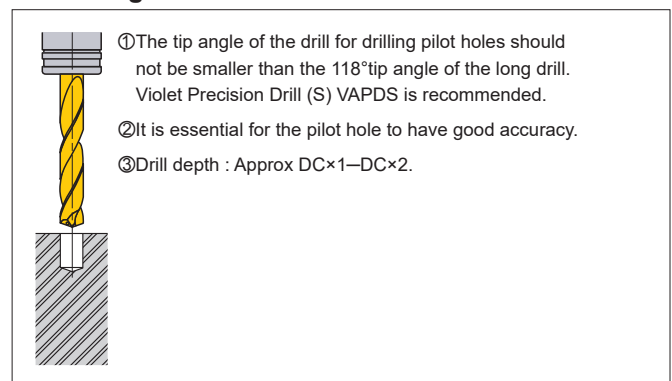 ①The tip angle of the drill for drilling pilot holes should
not be smaller than the 118°tip angle of the long drill.
Violet Precision Drill (S) VAPDS is recommended.
②It is essential for the pilot hole to have good accuracy.
③Drill depth : Approx DC×1─DC×2.